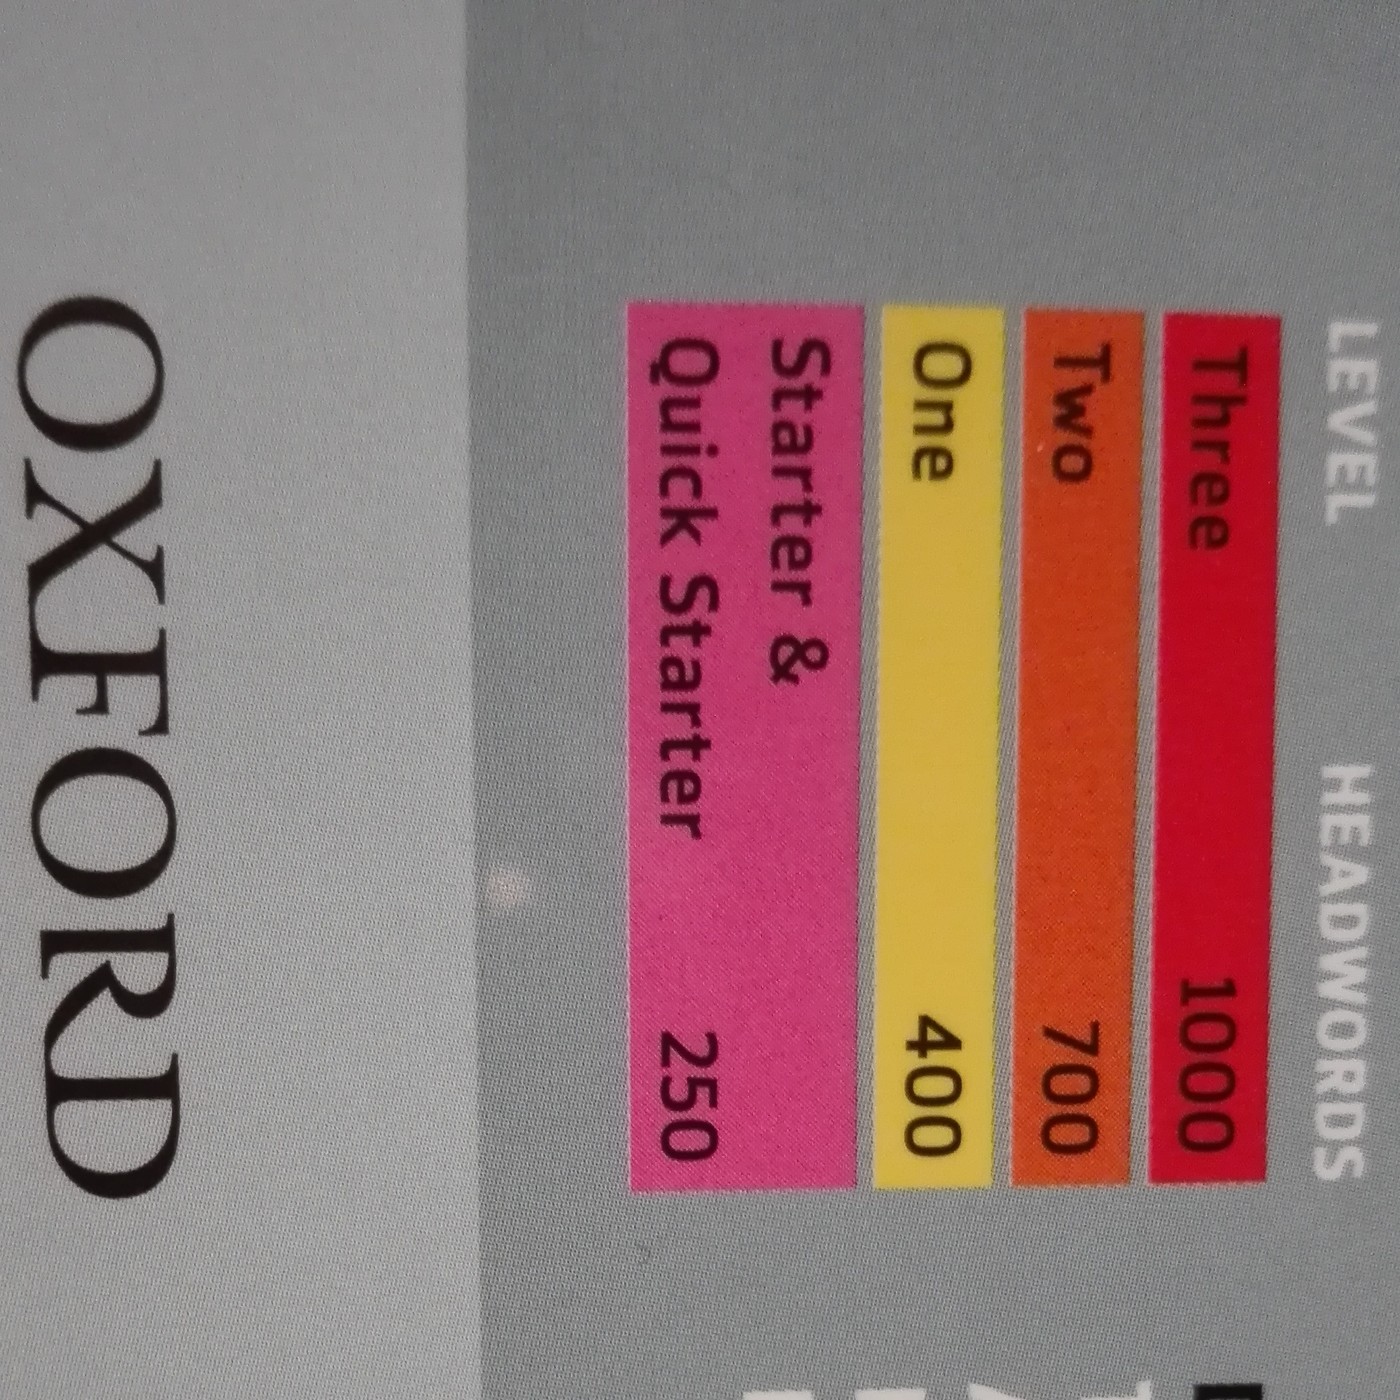 LEVEL HEADWORDS
Three 1000
Two 700
One 400
Starter &
Quick Starter 250
OXFORD